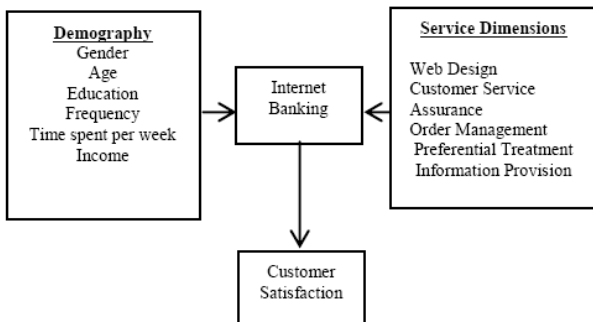 Demography
Gender
Age
Education
Frequency
Time spent per week
Income
Internet
Banking
Service Dimensions
Web Design
Customer Service
Assurance
Order Management
Preferential Treatment
Information Provision
Customer
Satisfaction